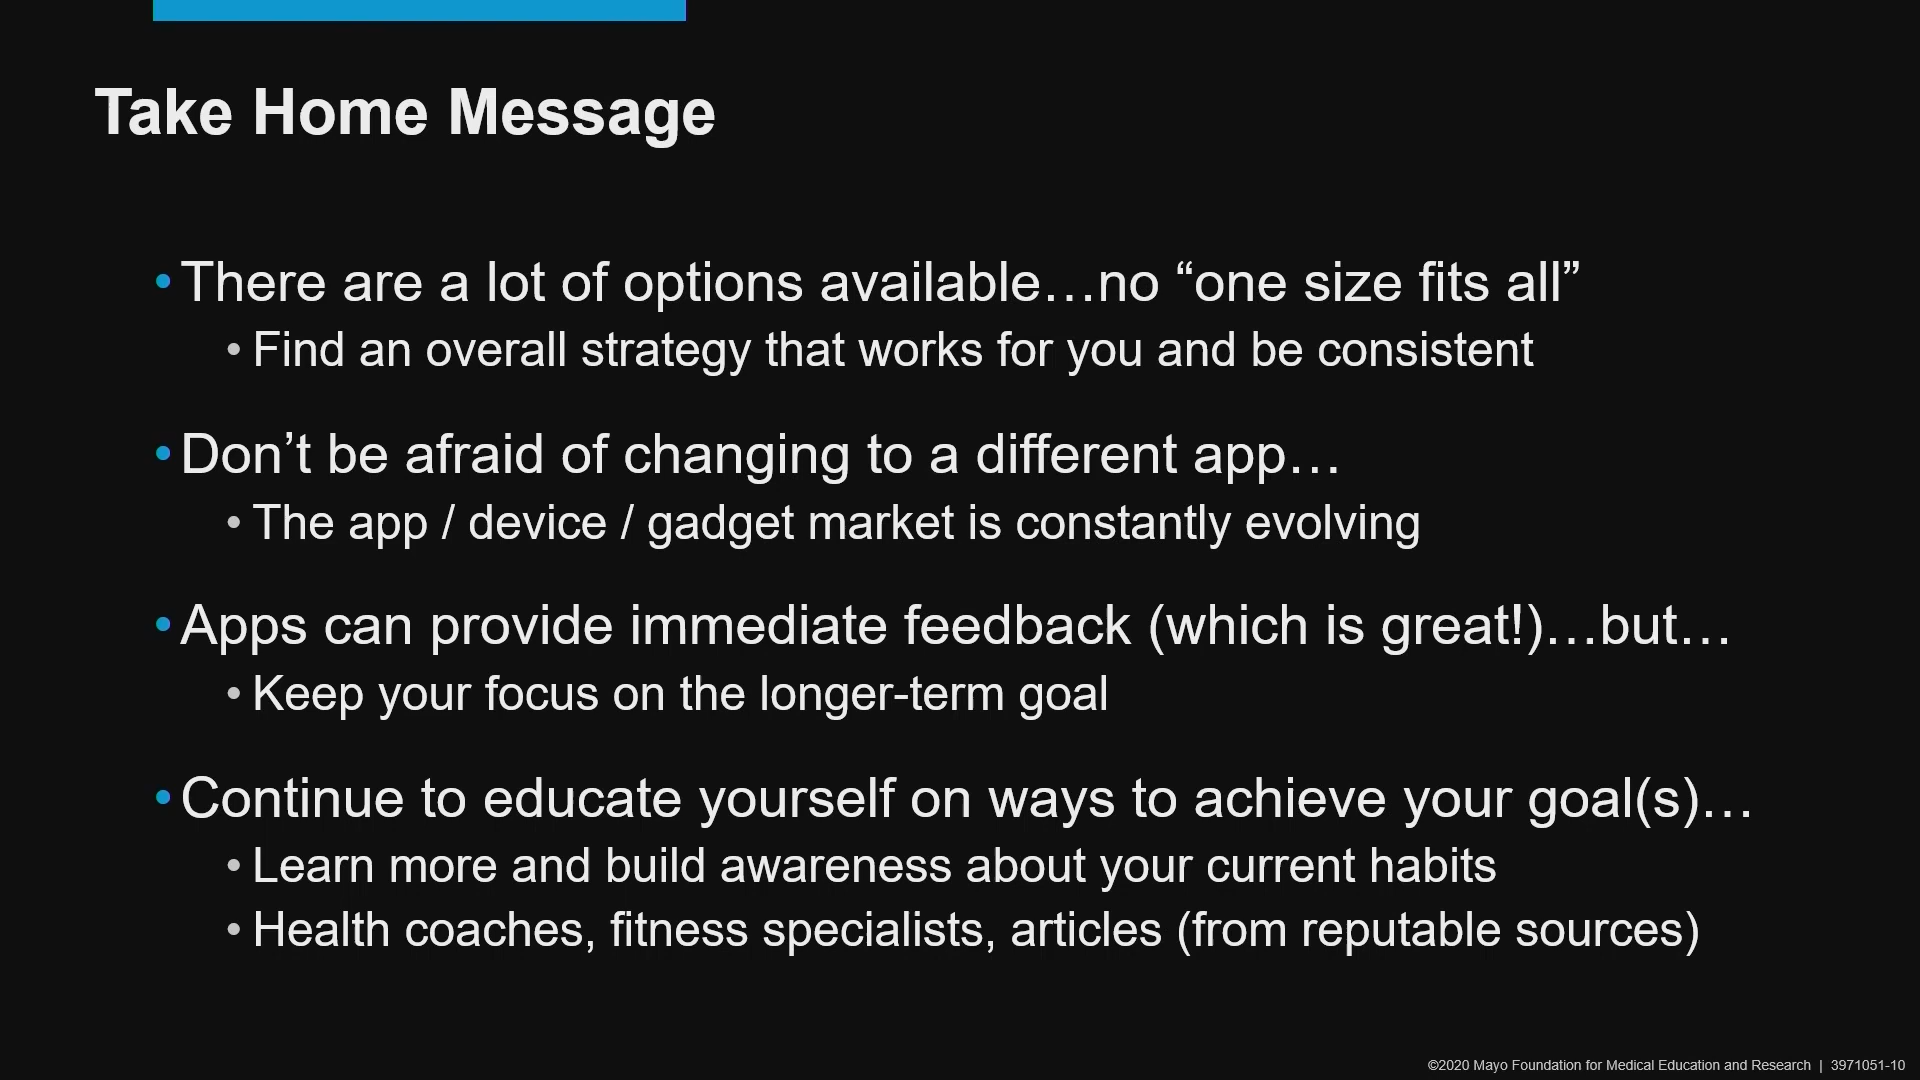 Take Home Message
• There are a lot of options available…no “one size fits all”
• Find an overall strategy that works for you and be consistent
• Don’t be afraid of changing to a different app…
• The app / device / gadget market is constantly evolving
• Apps can provide immediate feedback (which is great!)…but…
• Keep your focus on the longer-term goal
• Continue to educate yourself on ways to achieve your goal(s)…
• Learn more and build awareness about your current habits
• Health coaches, fitness specialists, articles (from reputable sources)
©2020 Mayo Foundation for Medical Education and Research | 3971051-10